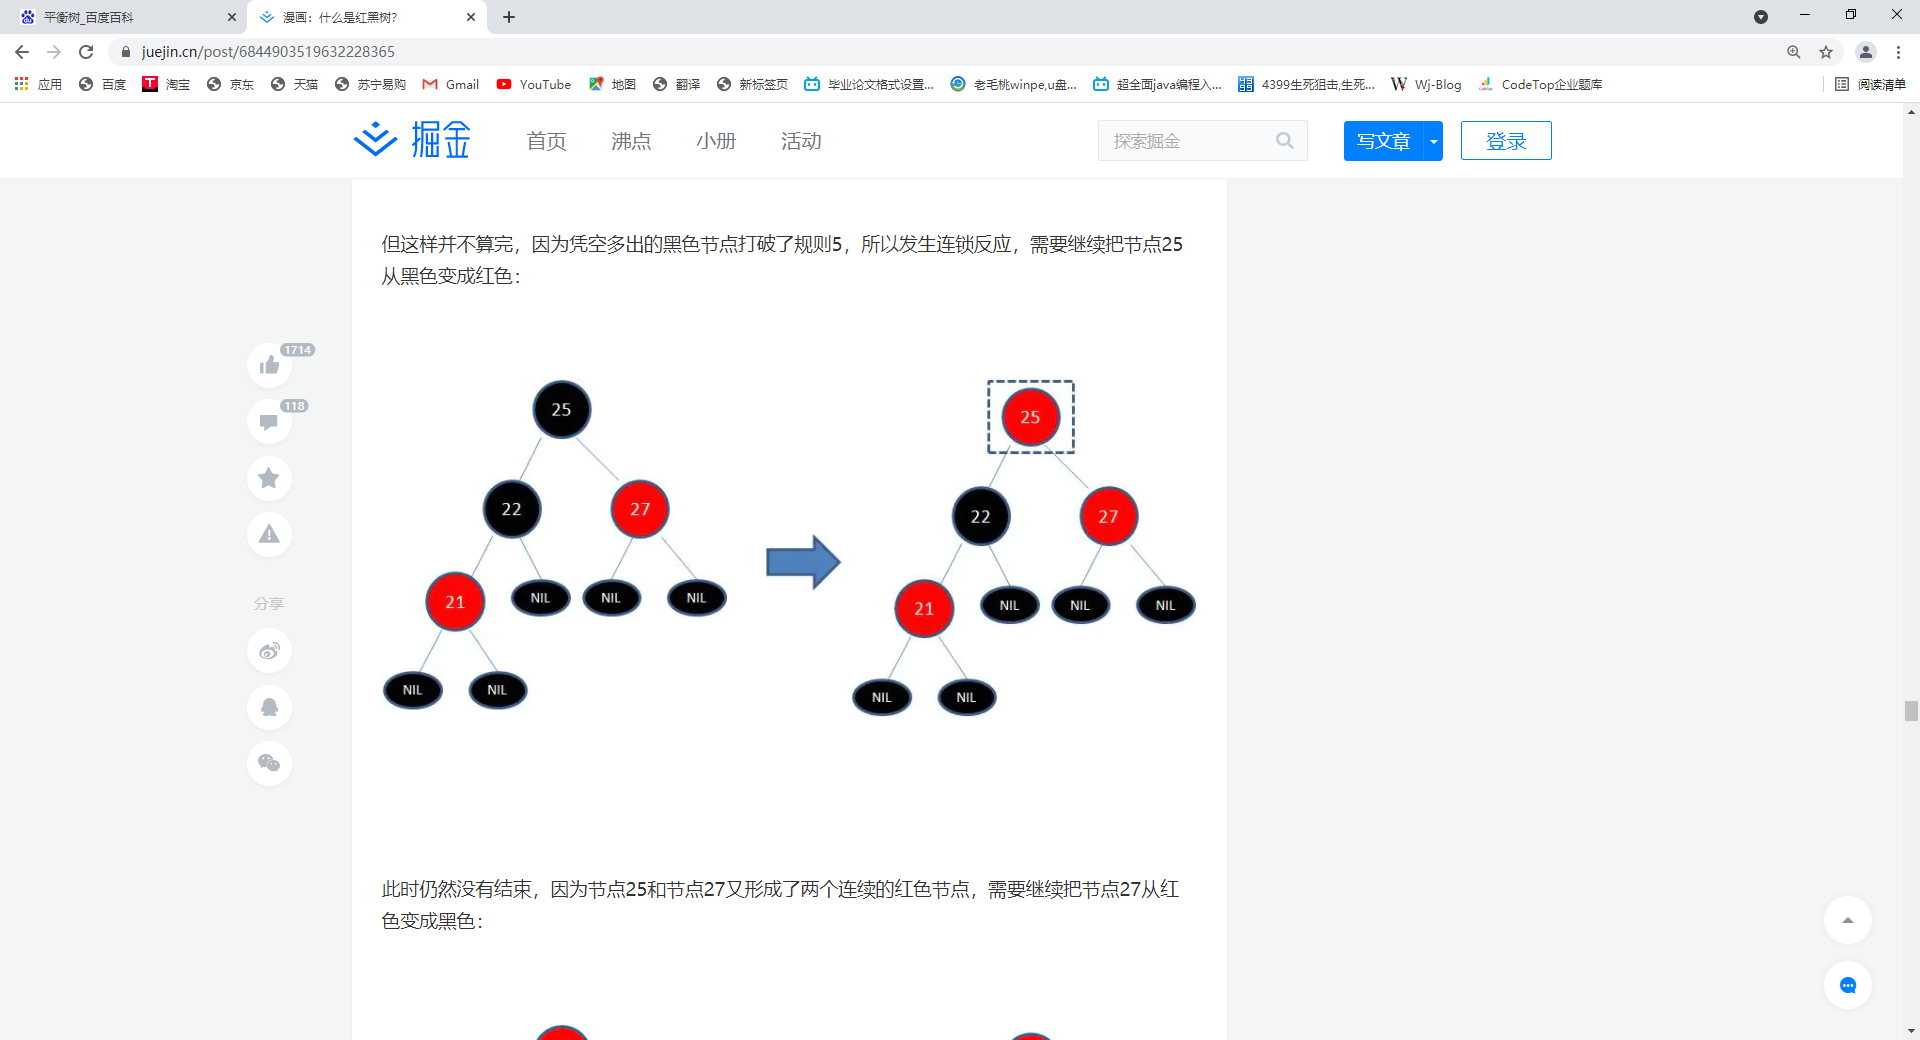 平衡树_百度百科
漫画：什么是红黑树？
juejin.cn/post/6844903519632228365
应用 百度 淘宝 京东 天猫 苏宁易购 Gmail YouTube 地图 翻译 新标签页 毕业论文格式设置... 老毛桃winpe,u盘... 超全面java编程入... 4399生死狙击,生死... Wj-Blog CodeTop企业题库 阅读清单
掘金 首页 沸点 小册 活动 探索掘金 写文章 登录
但这样并不算完，因为凭空多出的黑色节点打破了规则5，所以发生连锁反应，需要继续把节点25
从黑色变成红色：
1714
118
分享
25
22
27
21
NIL
NIL
NIL
NIL
NIL
25
22
27
21
NIL
NIL
NIL
NIL
NIL
此时仍然没有结束，因为节点25和节点27又形成了两个连续的红色节点，需要继续把节点27从红
色变成黑色：